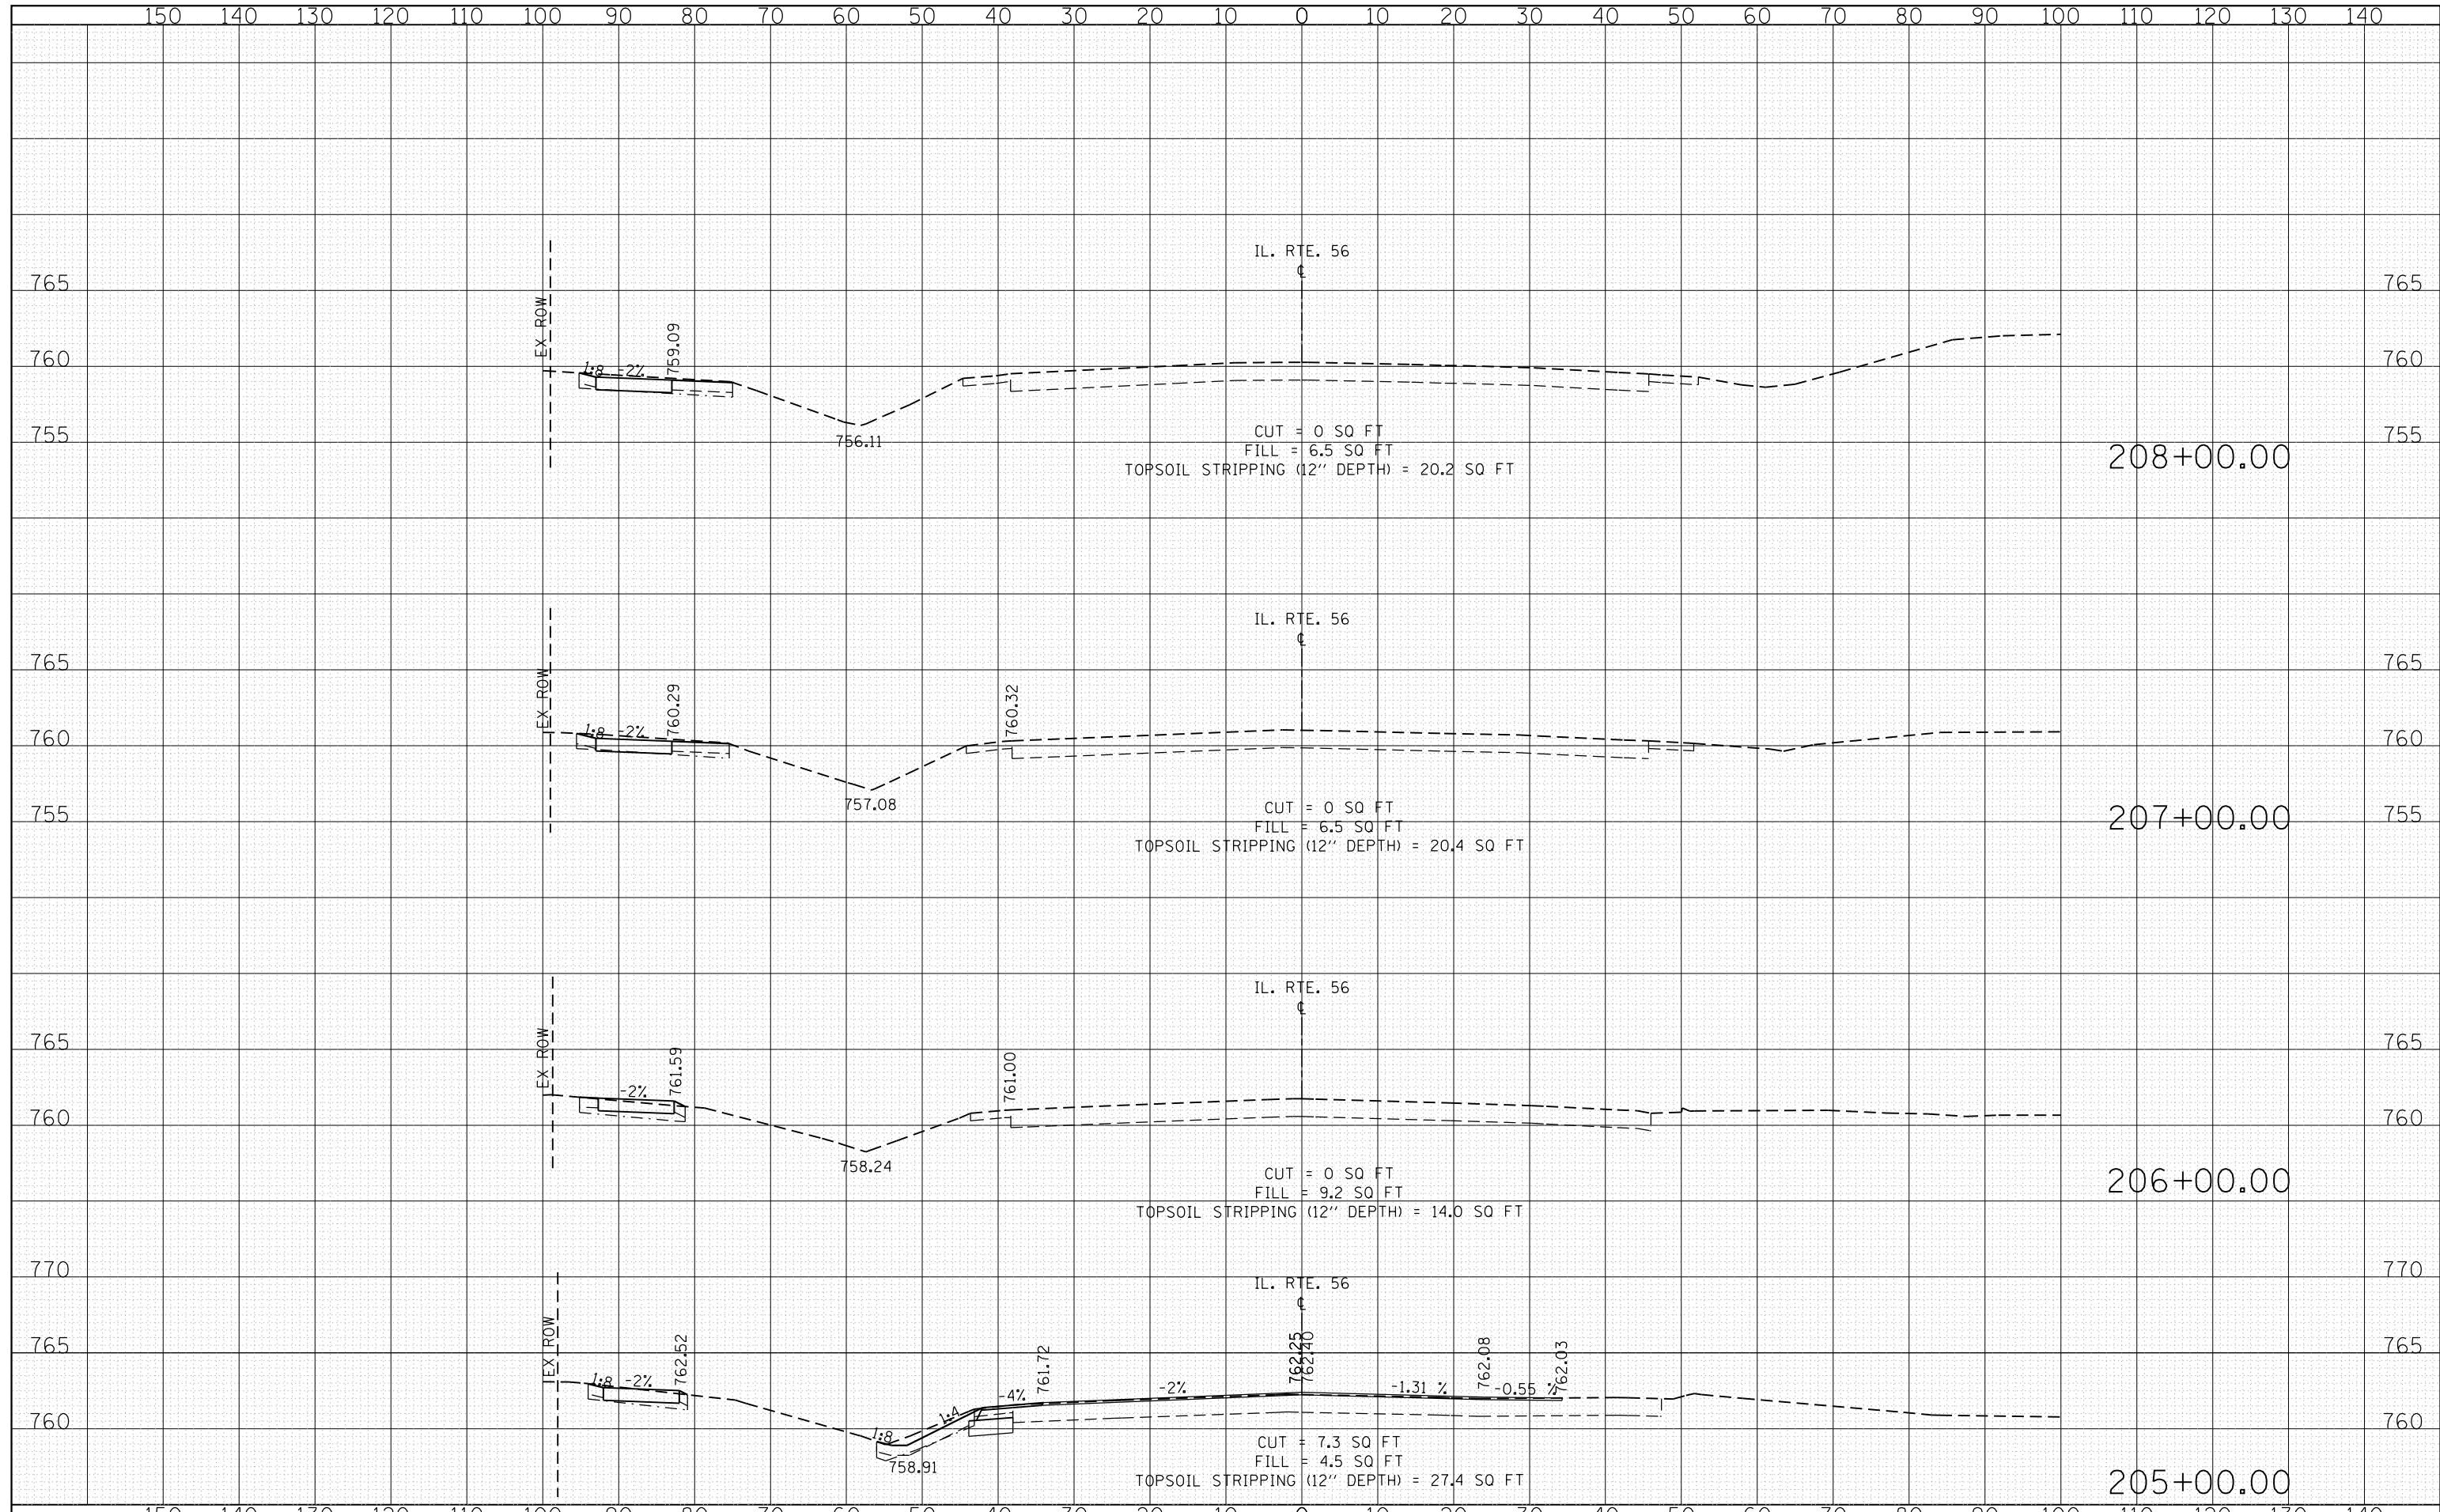 150 140 130 120 110 100 90 80 70 60 50 40 30 20 10 0 10 20 30 40 50 60 70 80 90 100 110 120 130 140
IL. RTE. 56
℄
765 765
EX ROW
759.09
760 1:8 -2% 760
755 756.11 755
CUT = 0 SQ FT
FILL = 6.5 SQ FT
TOPSOIL STRIPPING (12" DEPTH) = 20.2 SQ FT
208+00.00
IL. RTE. 56
℄
765 765
EX ROW
760.29
760.32
760 1:8 -2% 760
757.08
755 755
CUT = 0 SQ FT
FILL = 6.5 SQ FT
TOPSOIL STRIPPING (12" DEPTH) = 20.4 SQ FT
207+00.00
IL. RTE. 56
℄
765 765
EX ROW
761.59
761.00
-2%
760 760
758.24
CUT = 0 SQ FT
FILL = 9.2 SQ FT
TOPSOIL STRIPPING (12" DEPTH) = 14.0 SQ FT
206+00.00
770 770
IL. RTE. 56
℄
765 765
EX ROW
762.52
761.72
762.25
762.40
762.08
762.03
1:8 -2% -4% -2% -1.31 % -0.55 %
1:4
760 1:8 760
758.91
CUT = 7.3 SQ FT
FILL = 4.5 SQ FT
TOPSOIL STRIPPING (12" DEPTH) = 27.4 SQ FT
205+00.00
150 140 130 120 110 100 90 80 70 60 50 40 30 20 10 0 10 20 30 40 50 60 70 80 90 100 110 120 130 140